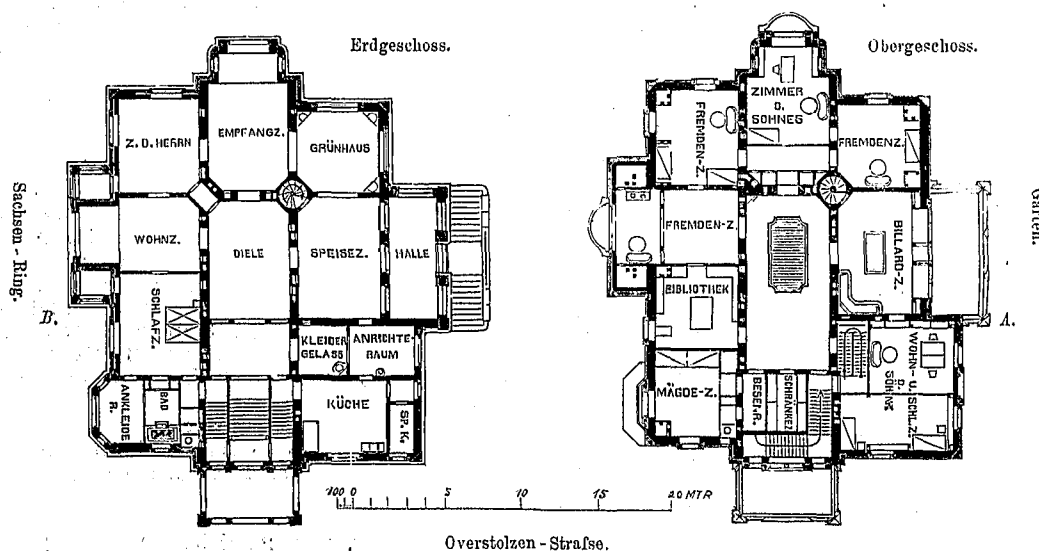 Erdgeschoss.
Obergeschoss.
Z. D. HERRN
EMPFANGZ.
GRÜNHAUS
WOHNZ.
DIELE
SPEISEZ.
HALLE
SCHLAFZ.
KLEIDER
GELASS
ANRICHTE-
RAUM
ANKLEIDE
R.
BAD
KÜCHE
SP. K.
Sachsen-Ring.
B.
ZIMMER
D.
SOHNES
FREMDEN-Z.
FREMDENZ.
FREMDEN-Z.
BILLARD-Z.
BIBLIOTHEK
MÄGDE-Z.
BESEN.R.
SCHRÄNKEZ.
WOHN- U. SCHL.Z.
D.
SÖHNE
Garten.
A.
100 0 5 10 15 20 MTR
Overstolzen-Straſse.